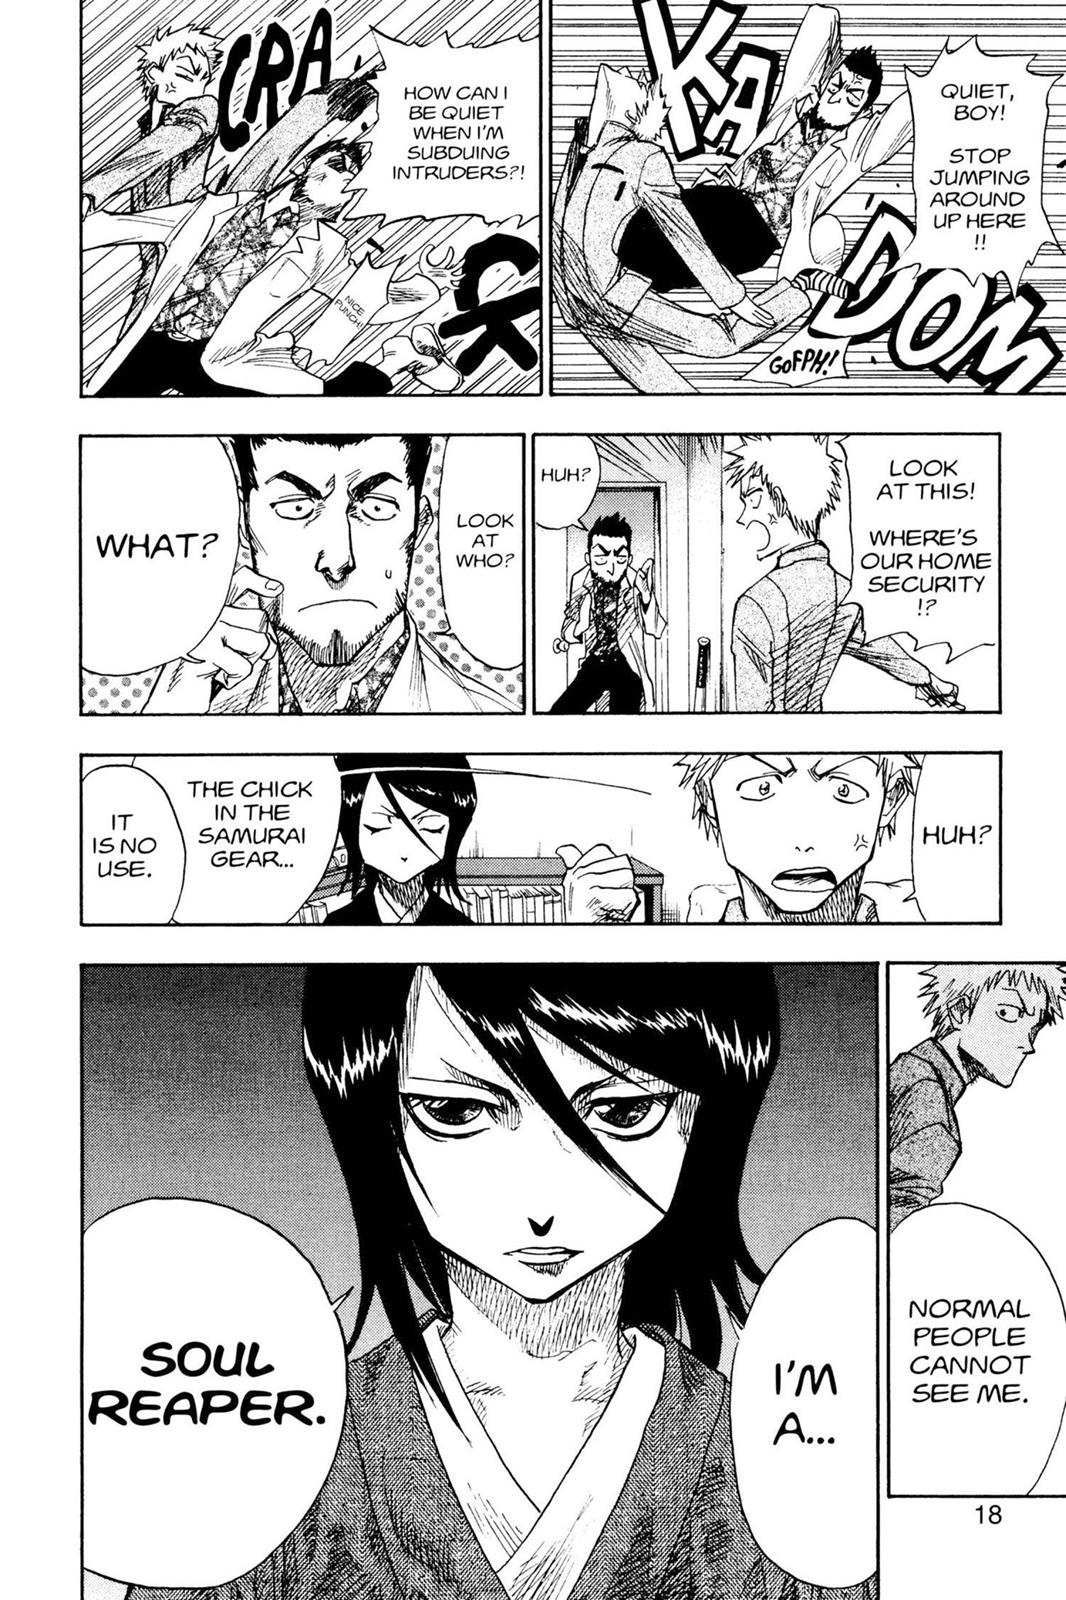 QUIET,
BOY!
STOP
JUMPING
AROUND
UP HERE
!!
KA
DOM
GOFPH!
HOW CAN I
BE QUIET
WHEN I'M
SUBDUING
INTRUDERS?!
CRA
CK
NICE
PUNCH!
LOOK
AT THIS!
WHERE'S
OUR HOME
SECURITY
!?
HUH?
LOOK
AT
WHO?
WHAT?
HUH?
THE CHICK
IN THE
SAMURAI
GEAR...
IT
IS NO
USE.
NORMAL
PEOPLE
CANNOT
SEE ME.
I'M
A...
SOUL
REAPER.
18